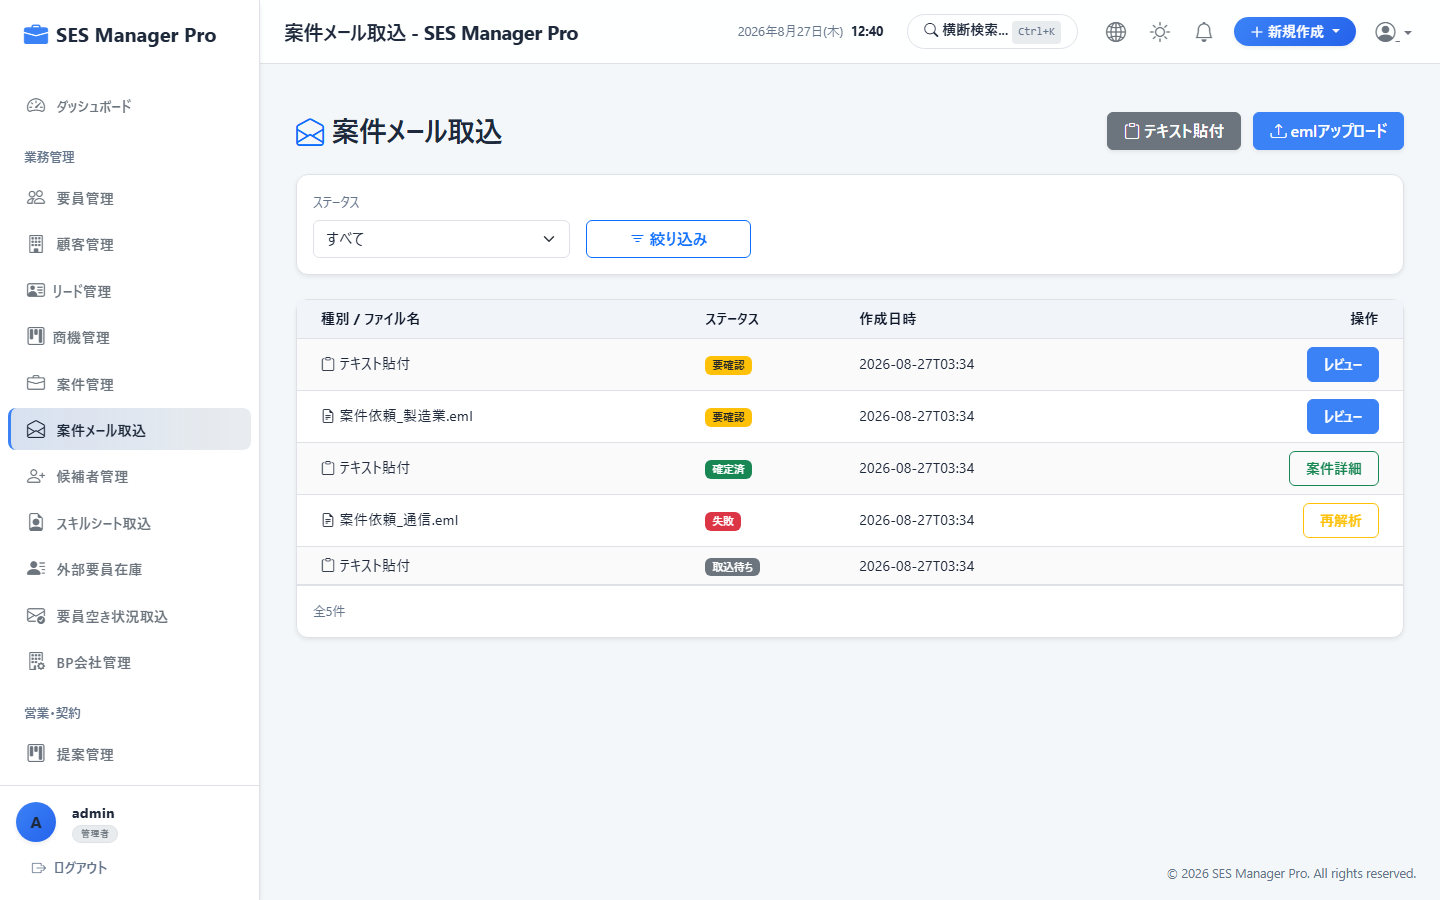 SES Manager Pro
ダッシュボード
業務管理
要員管理
顧客管理
リード管理
商機管理
案件管理
案件メール取込
候補者管理
スキルシート取込
外部要員在庫
要員空き状況取込
BP会社管理
営業・契約
提案管理
A
admin
管理者
ログアウト
案件メール取込 - SES Manager Pro
2026年8月27日(木) 12:40
横断検索... Ctrl+K
新規作成
案件メール取込
テキスト貼付
emlアップロード
ステータス
すべて
絞り込み
種別 / ファイル名 ステータス 作成日時 操作
テキスト貼付 要確認 2026-08-27T03:34 レビュー
案件依頼_製造業.eml 要確認 2026-08-27T03:34 レビュー
テキスト貼付 確定済 2026-08-27T03:34 案件詳細
案件依頼_通信.eml 失敗 2026-08-27T03:34 再解析
テキスト貼付 取込待ち 2026-08-27T03:34
全5件
© 2026 SES Manager Pro. All rights reserved.